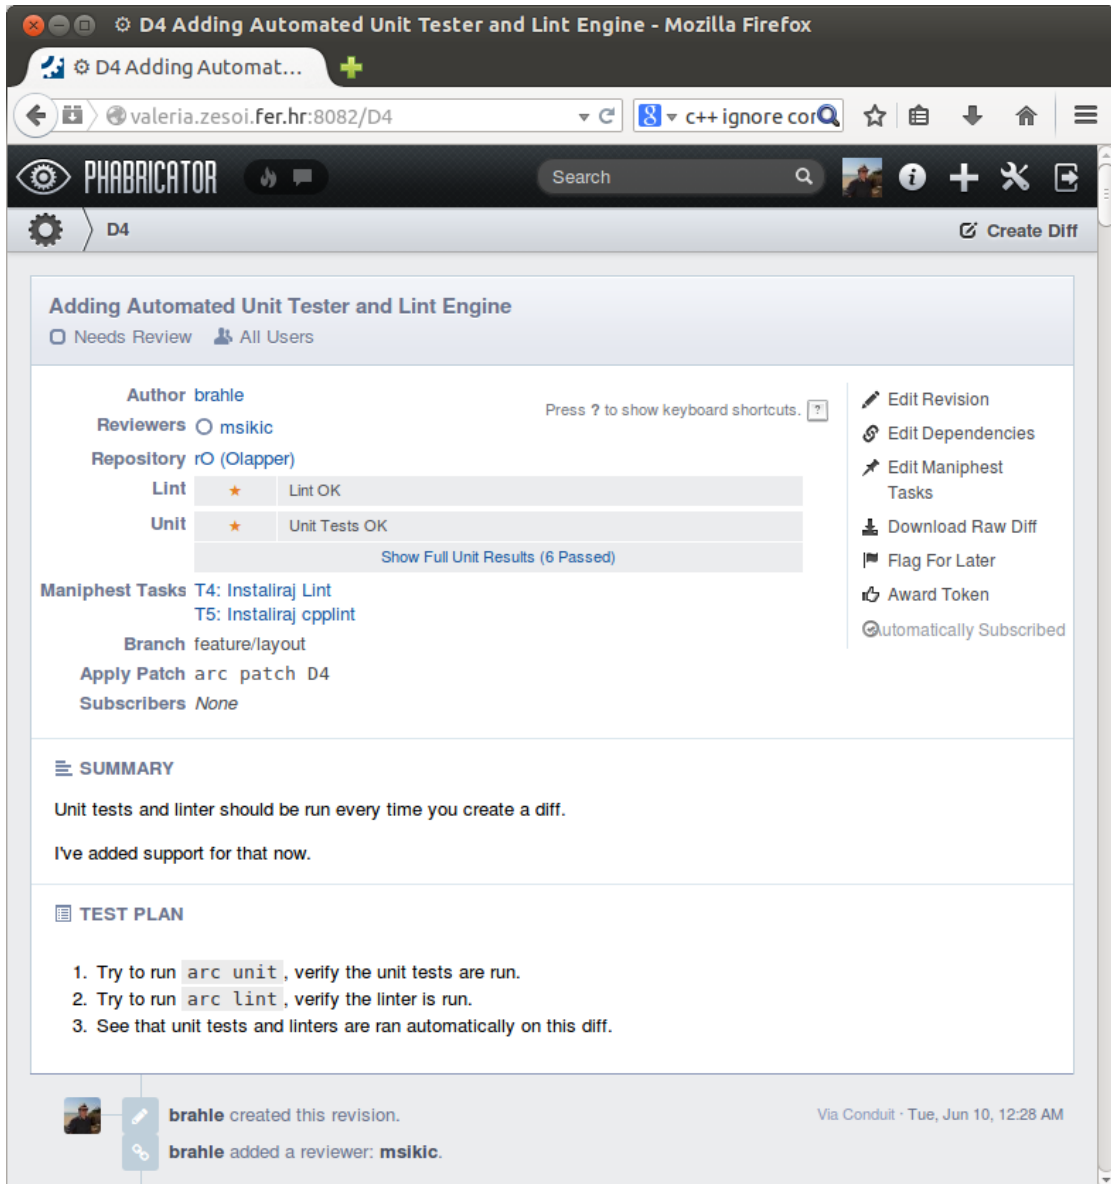 D4 Adding Automated Unit Tester and Lint Engine - Mozilla Firefox
D4 Adding Automat...
valeria.zesoi.fer.hr:8082/D4
8 c++ ignore cor
PHABRICATOR
Search
D4
Create Diff
Adding Automated Unit Tester and Lint Engine
Needs Review All Users
Author brahle
Press ? to show keyboard shortcuts. ?
Reviewers msikic
Repository rO (Olapper)
Lint Lint OK
Unit Unit Tests OK
Show Full Unit Results (6 Passed)
Maniphest Tasks T4: Instaliraj Lint
T5: Instaliraj cpplint
Branch feature/layout
Apply Patch arc patch D4
Subscribers None
Edit Revision
Edit Dependencies
Edit Maniphest
Tasks
Download Raw Diff
Flag For Later
Award Token
Automatically Subscribed
SUMMARY
Unit tests and linter should be run every time you create a diff.
I've added support for that now.
TEST PLAN
1. Try to run arc unit, verify the unit tests are run.
2. Try to run arc lint, verify the linter is run.
3. See that unit tests and linters are ran automatically on this diff.
brahle created this revision.
Via Conduit · Tue, Jun 10, 12:28 AM
brahle added a reviewer: msikic.